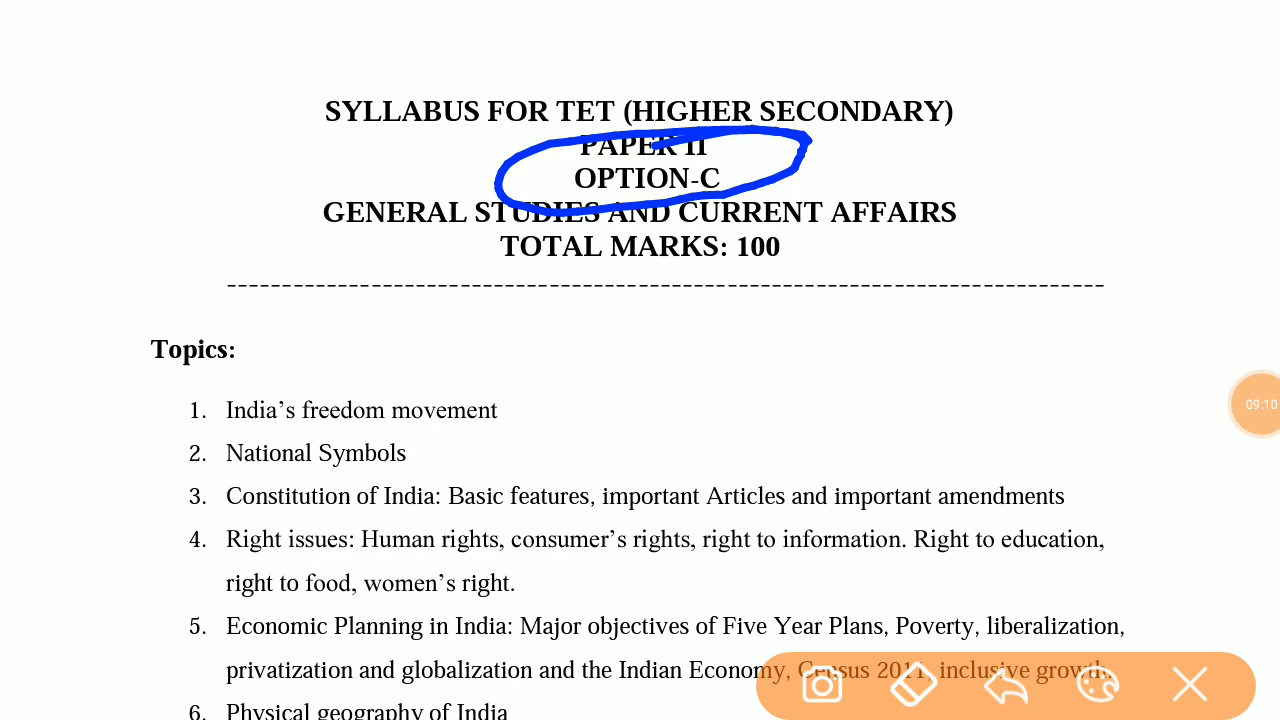 SYLLABUS FOR TET (HIGHER SECONDARY)
PAPER II
OPTION-C
GENERAL STUDIES AND CURRENT AFFAIRS
TOTAL MARKS: 100
--------------------------------------------------------------------------------
Topics:
1. India’s freedom movement
2. National Symbols
3. Constitution of India: Basic features, important Articles and important amendments
4. Right issues: Human rights, consumer’s rights, right to information. Right to education,
right to food, women’s right.
5. Economic Planning in India: Major objectives of Five Year Plans, Poverty, liberalization,
privatization and globalization and the Indian Economy, Census 2011, inclusive growth.
6. Physical geography of India
09:10